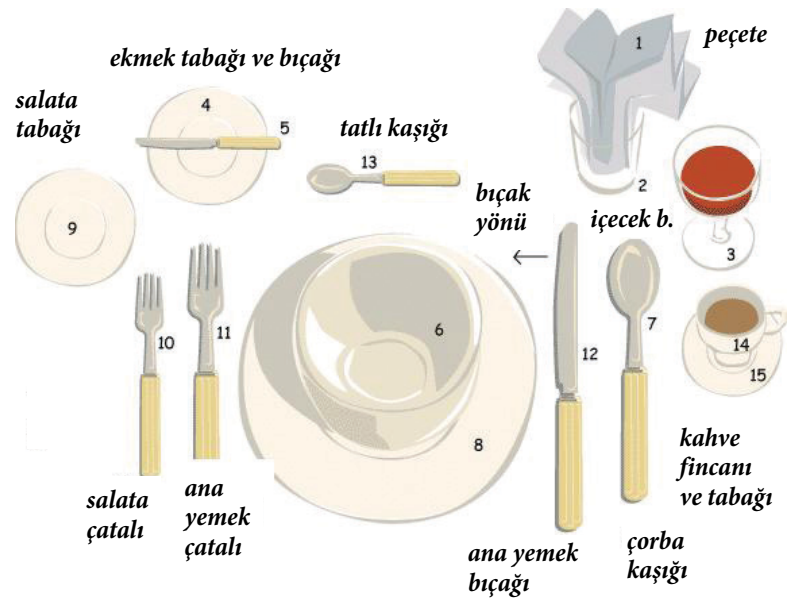 peçete
1
ekmek tabağı ve bıçağı
salata
tabağı
4
5
tatlı kaşığı
13
2
bıçak
yönü
içecek b.
3
9
10
11
6
12
7
14
15
8
salata
çatalı
ana
yemek
çatalı
ana yemek
bıçağı
çorba
kaşığı
kahve
fincanı
ve tabağı